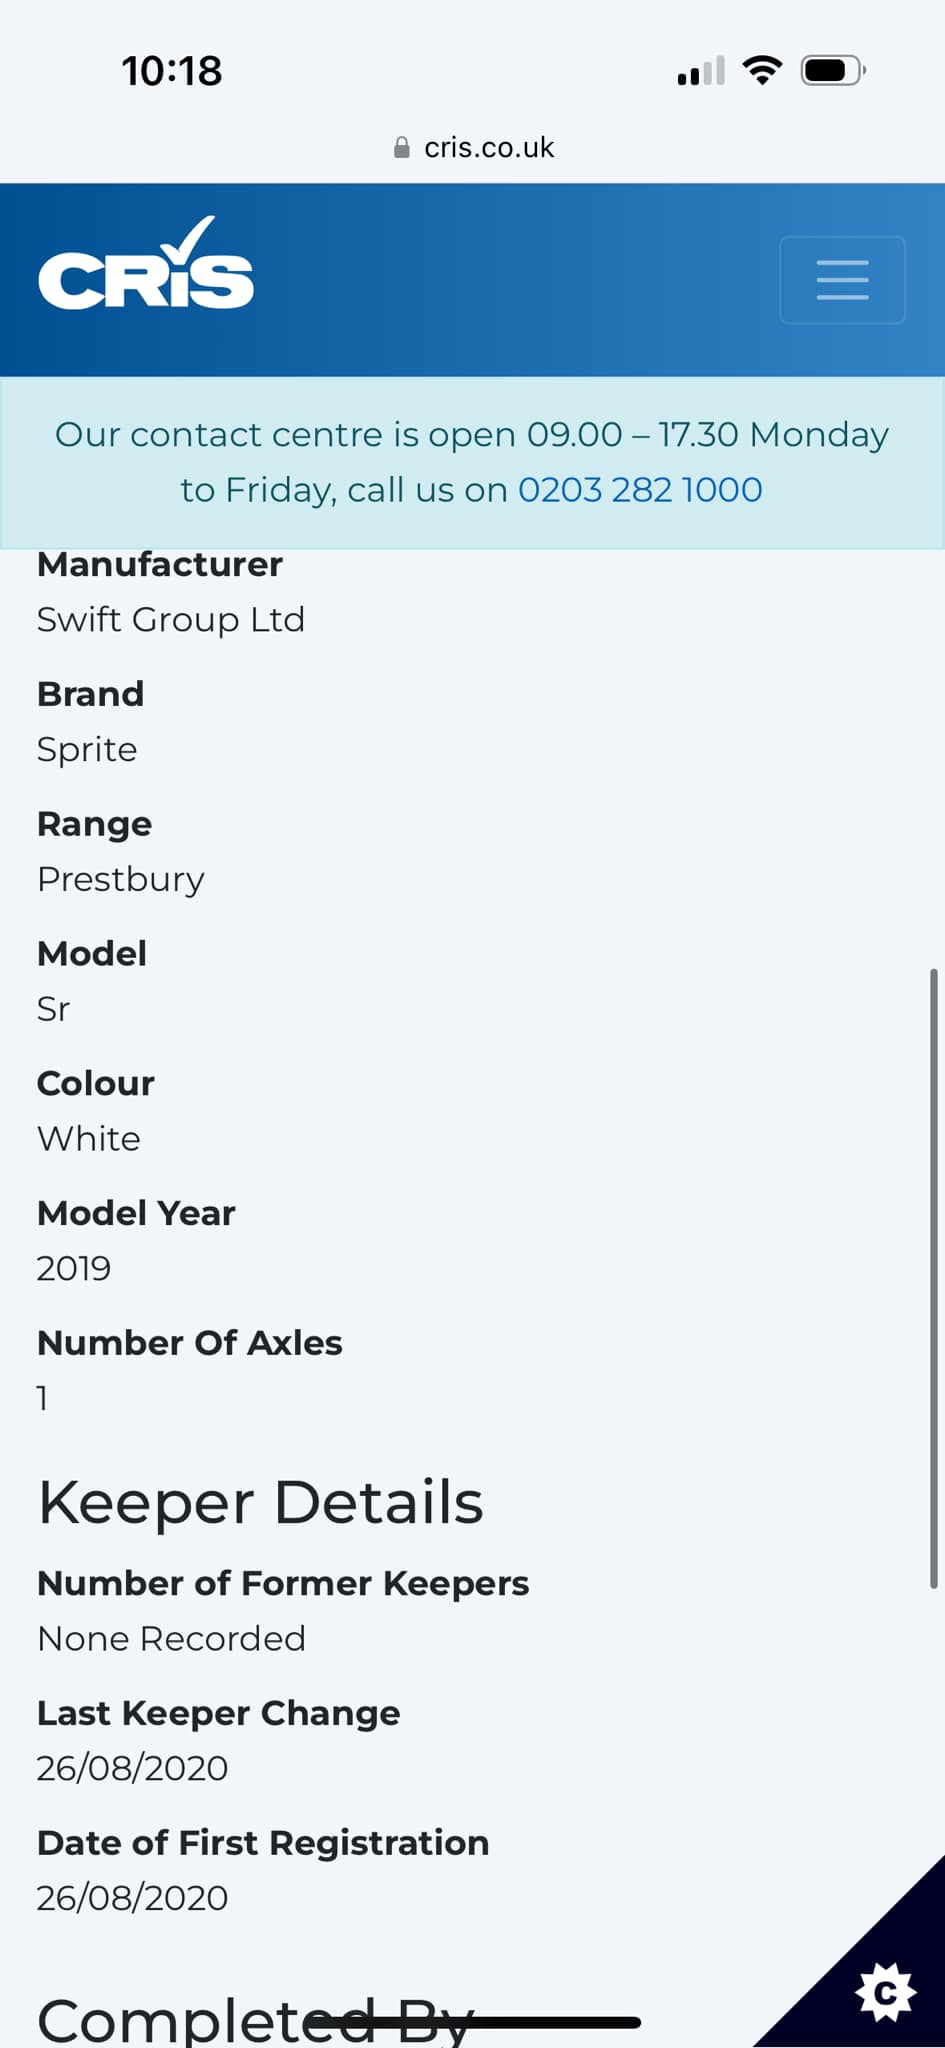 10:18
cris.co.uk
CRiS
Our contact centre is open 09.00 – 17.30 Monday
to Friday, call us on 0203 282 1000
Manufacturer
Swift Group Ltd
Brand
Sprite
Range
Prestbury
Model
Sr
Colour
White
Model Year
2019
Number Of Axles
1
Keeper Details
Number of Former Keepers
None Recorded
Last Keeper Change
26/08/2020
Date of First Registration
26/08/2020
C
Completed By